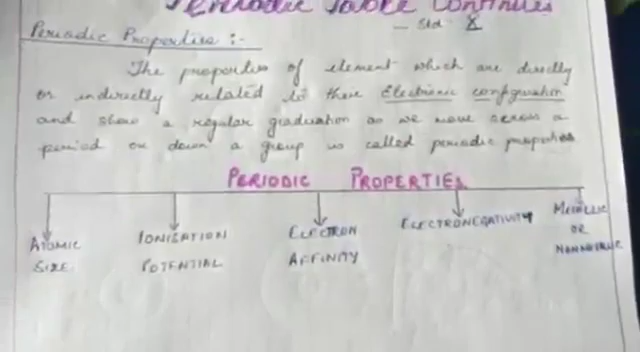 Periodic Table Continues
- Std - 8
Periodic Properties :-
The properties of element which are directly
or indirectly related to their Electronic configuration
and show a regular graduation as we move across a
period or down a group is called periodic properties
PERIODIC PROPERTIES
ATOMIC SIZE
IONISATION POTENTIAL
ELECTRON AFFINITY
ELECTRONEGATIVITY
METALLIC OR